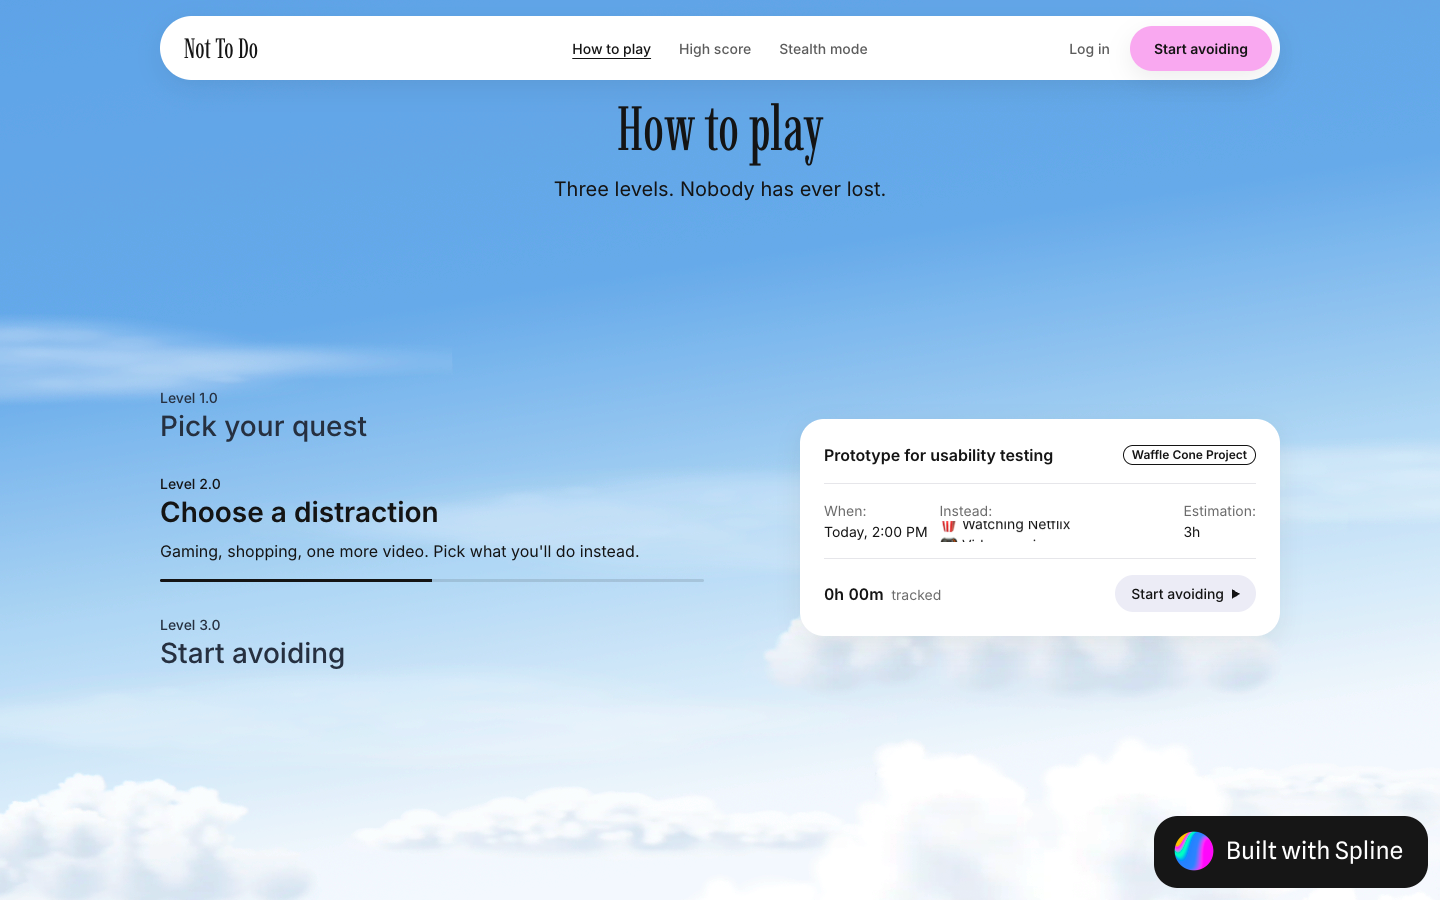 Not To Do
How to play
High score
Stealth mode
Log in
Start avoiding
How to play
Three levels. Nobody has ever lost.
Level 1.0
Pick your quest
Level 2.0
Choose a distraction
Gaming, shopping, one more video. Pick what you'll do instead.
Level 3.0
Start avoiding
Prototype for usability testing
Waffle Cone Project
When:
Today, 2:00 PM
Instead:
Watching Netflix
Estimation:
3h
0h 00m tracked
Start avoiding
Built with Spline